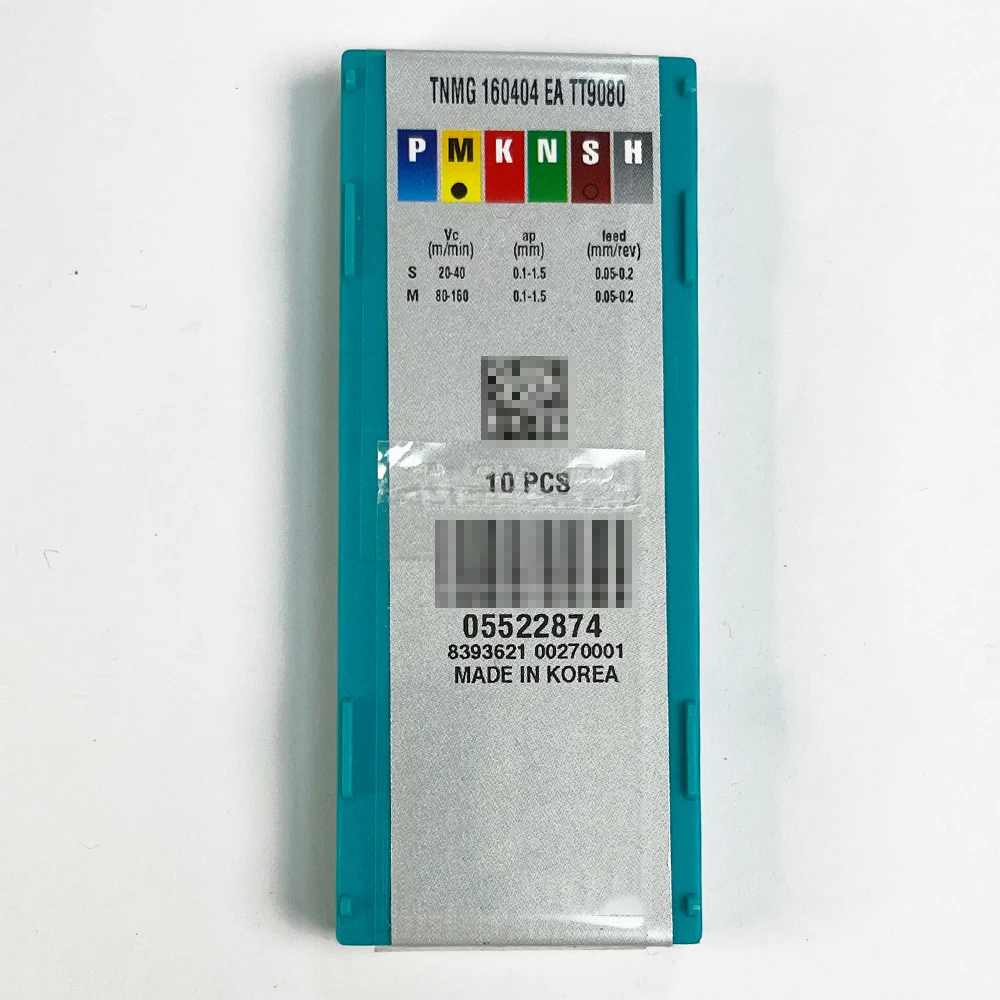 TNMG 160404 EA TT9080
P M K N S H
Vc ap feed
(m/min) (mm) (mm/rev)
S 20-40 0.1-1.5 0.05-0.2
M 80-160 0.1-1.5 0.05-0.2
10 PCS
05522874
8393621 00270001
MADE IN KOREA